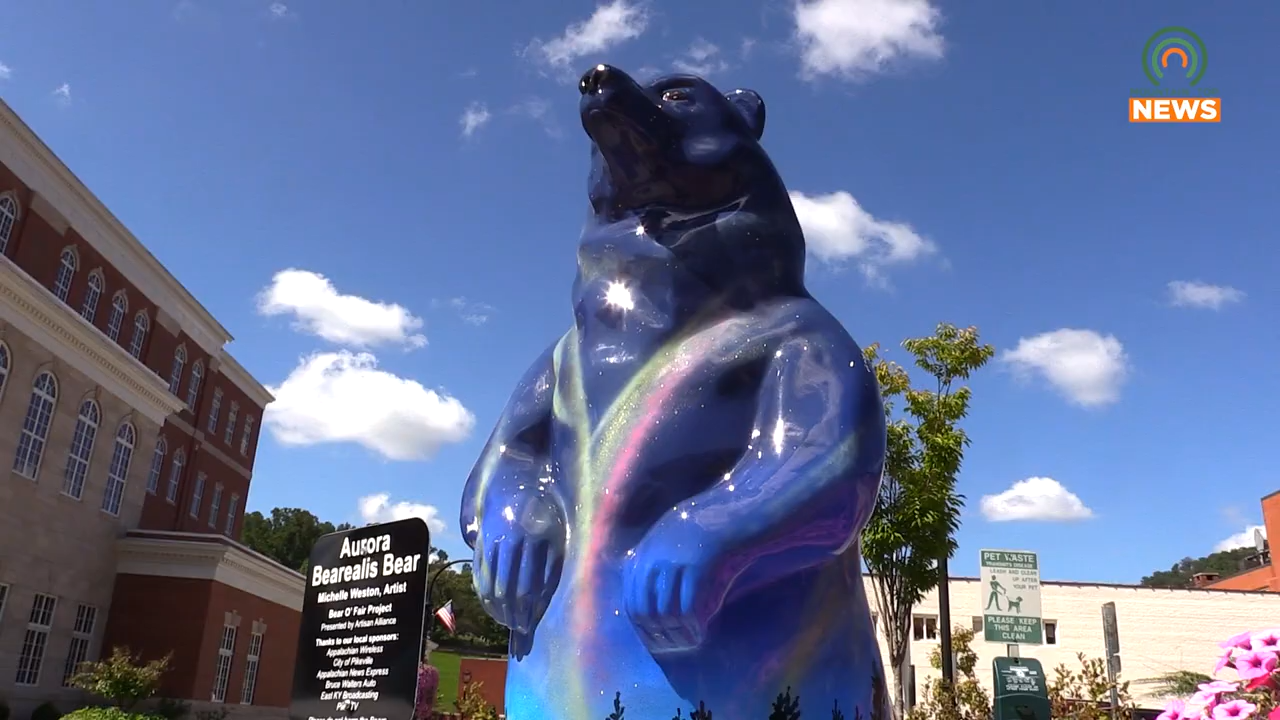 NEWS
Aurora
Bearealis Bear
Michelle Weston, Artist
Bear O' Fair Project
Presented by Artisan Alliance
Thanks to our local sponsors:
Appalachian Wireless
City of Pikeville
Appalachian News Express
Bruce Walters Auto
East KY Broadcasting
TV
PET WASTE
TRANSMITS DISEASE
LEASH AND CLEAN
UP AFTER
YOUR PET
PLEASE KEEP
THIS AREA
CLEAN